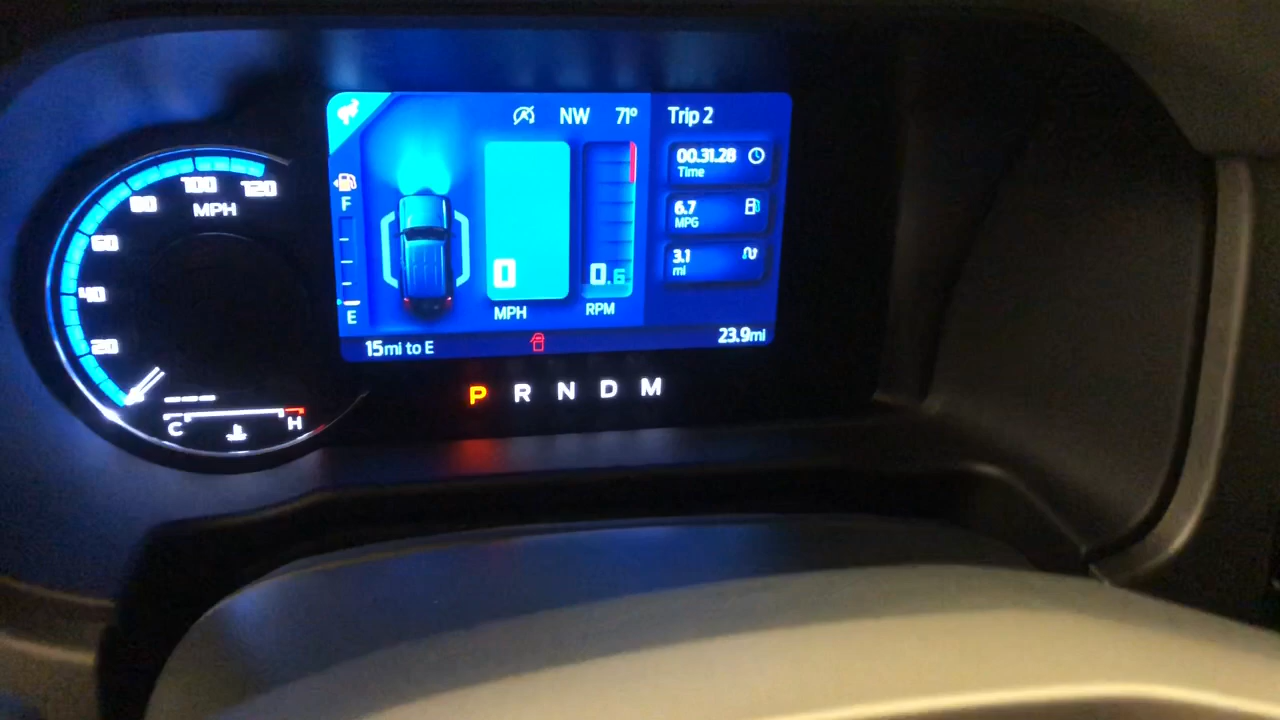 120
100
80
MPH
60
40
20
C
H
NW 71°
F
E
0
MPH
0.6
RPM
Trip 2
00.31.28
Time
6.7
MPG
3.1
mi
15mi to E
23.9mi
P R N D M